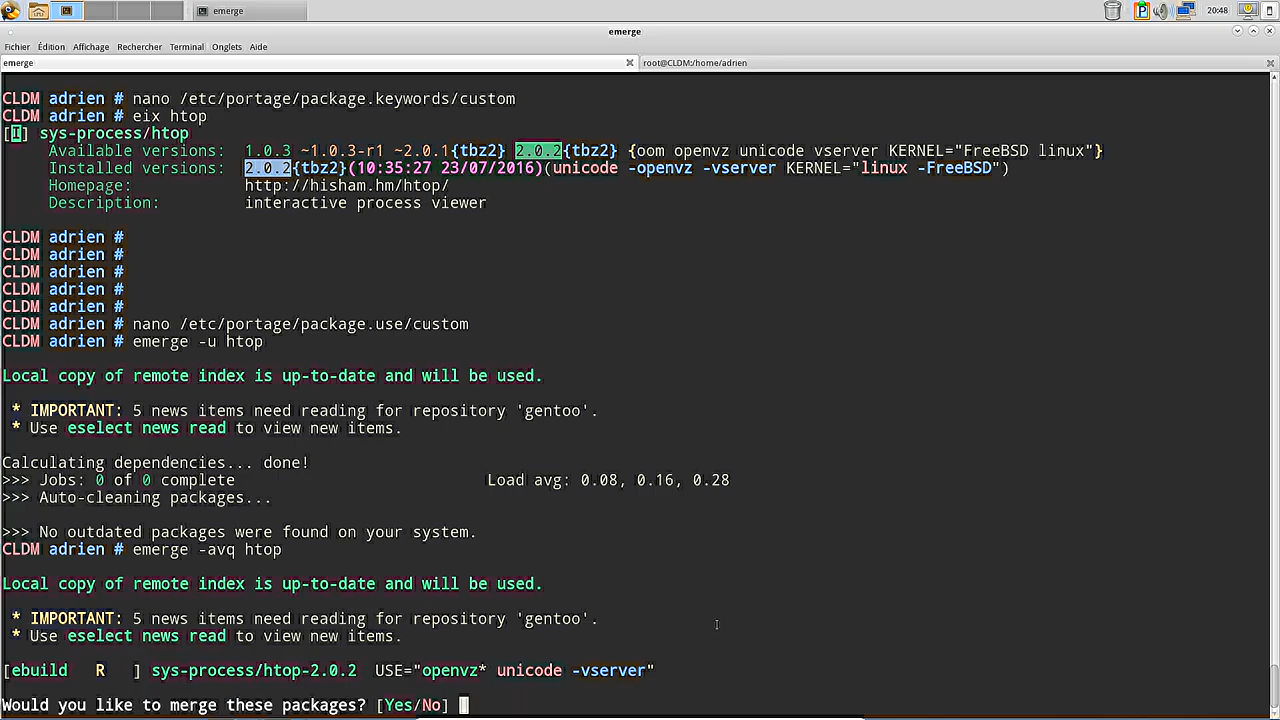 emerge
20:48
emerge
Fichier Édition Affichage Rechercher Terminal Onglets Aide
emerge root@CLDM:/home/adrien
CLDM adrien # nano /etc/portage/package.keywords/custom
CLDM adrien # eix htop
[I] sys-process/htop
Available versions: 1.0.3 ~1.0.3-r1 ~2.0.1{tbz2} 2.0.2{tbz2} {oom openvz unicode vserver KERNEL="FreeBSD linux"}
Installed versions: 2.0.2{tbz2}(10:35:27 23/07/2016)(unicode -openvz -vserver KERNEL="linux -FreeBSD")
Homepage: http://hisham.hm/htop/
Description: interactive process viewer
CLDM adrien #
CLDM adrien #
CLDM adrien #
CLDM adrien #
CLDM adrien #
CLDM adrien # nano /etc/portage/package.use/custom
CLDM adrien # emerge -u htop
Local copy of remote index is up-to-date and will be used.
* IMPORTANT: 5 news items need reading for repository 'gentoo'.
* Use eselect news read to view new items.
Calculating dependencies... done!
>>> Jobs: 0 of 0 complete Load avg: 0.08, 0.16, 0.28
>>> Auto-cleaning packages...
>>> No outdated packages were found on your system.
CLDM adrien # emerge -avq htop
Local copy of remote index is up-to-date and will be used.
* IMPORTANT: 5 news items need reading for repository 'gentoo'.
* Use eselect news read to view new items.
[ebuild R ] sys-process/htop-2.0.2 USE="openvz* unicode -vserver"
Would you like to merge these packages? [Yes/No]